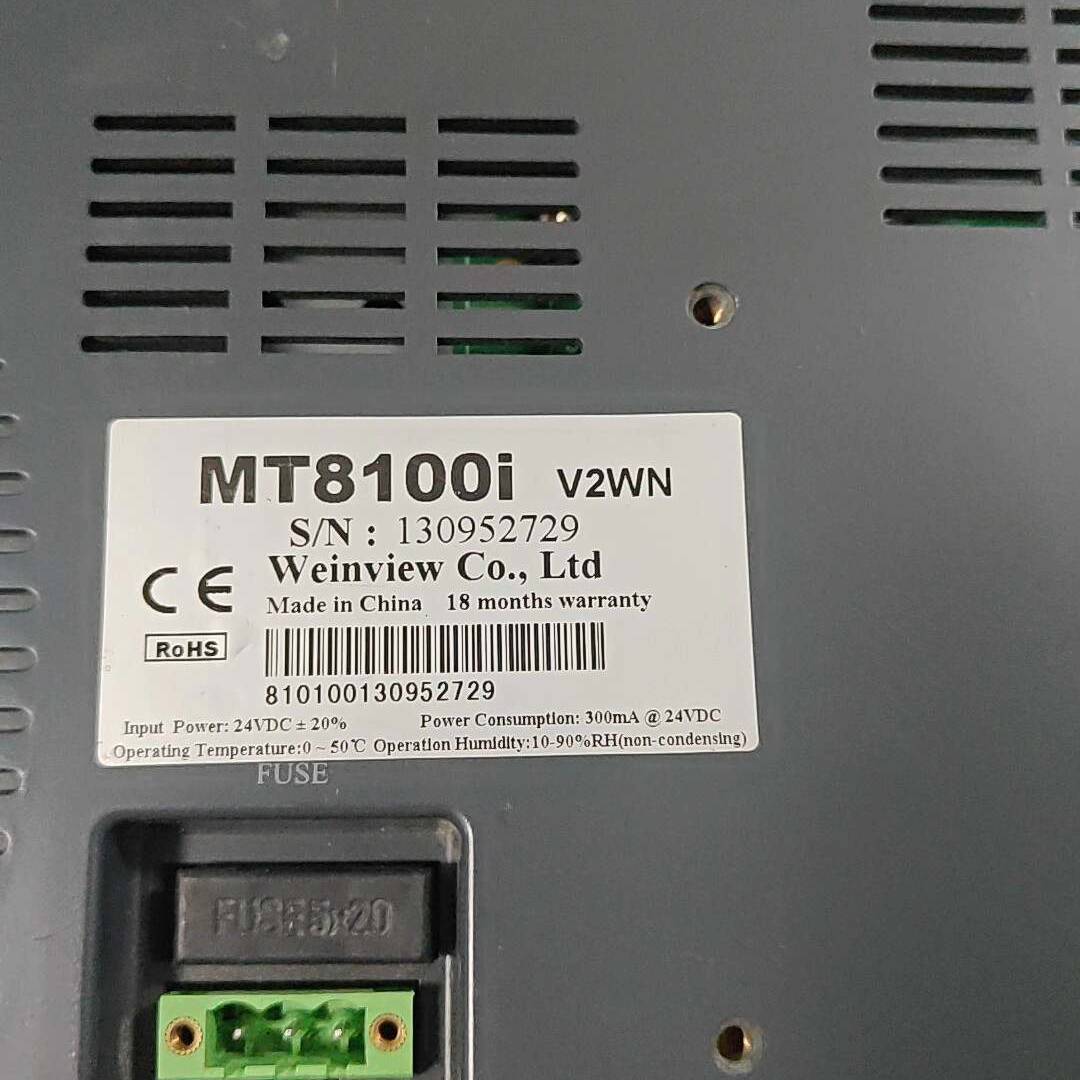 MT8100i V2WN
S/N : 130952729
Weinview Co., Ltd
CE
Made in China 18 months warranty
RoHS
810100130952729
Input Power: 24VDC ± 20% Power Consumption: 300mA @ 24VDC
Operating Temperature:0 ~ 50℃ Operation Humidity:10-90%RH(non-condensing)
FUSE
FUSE5x20